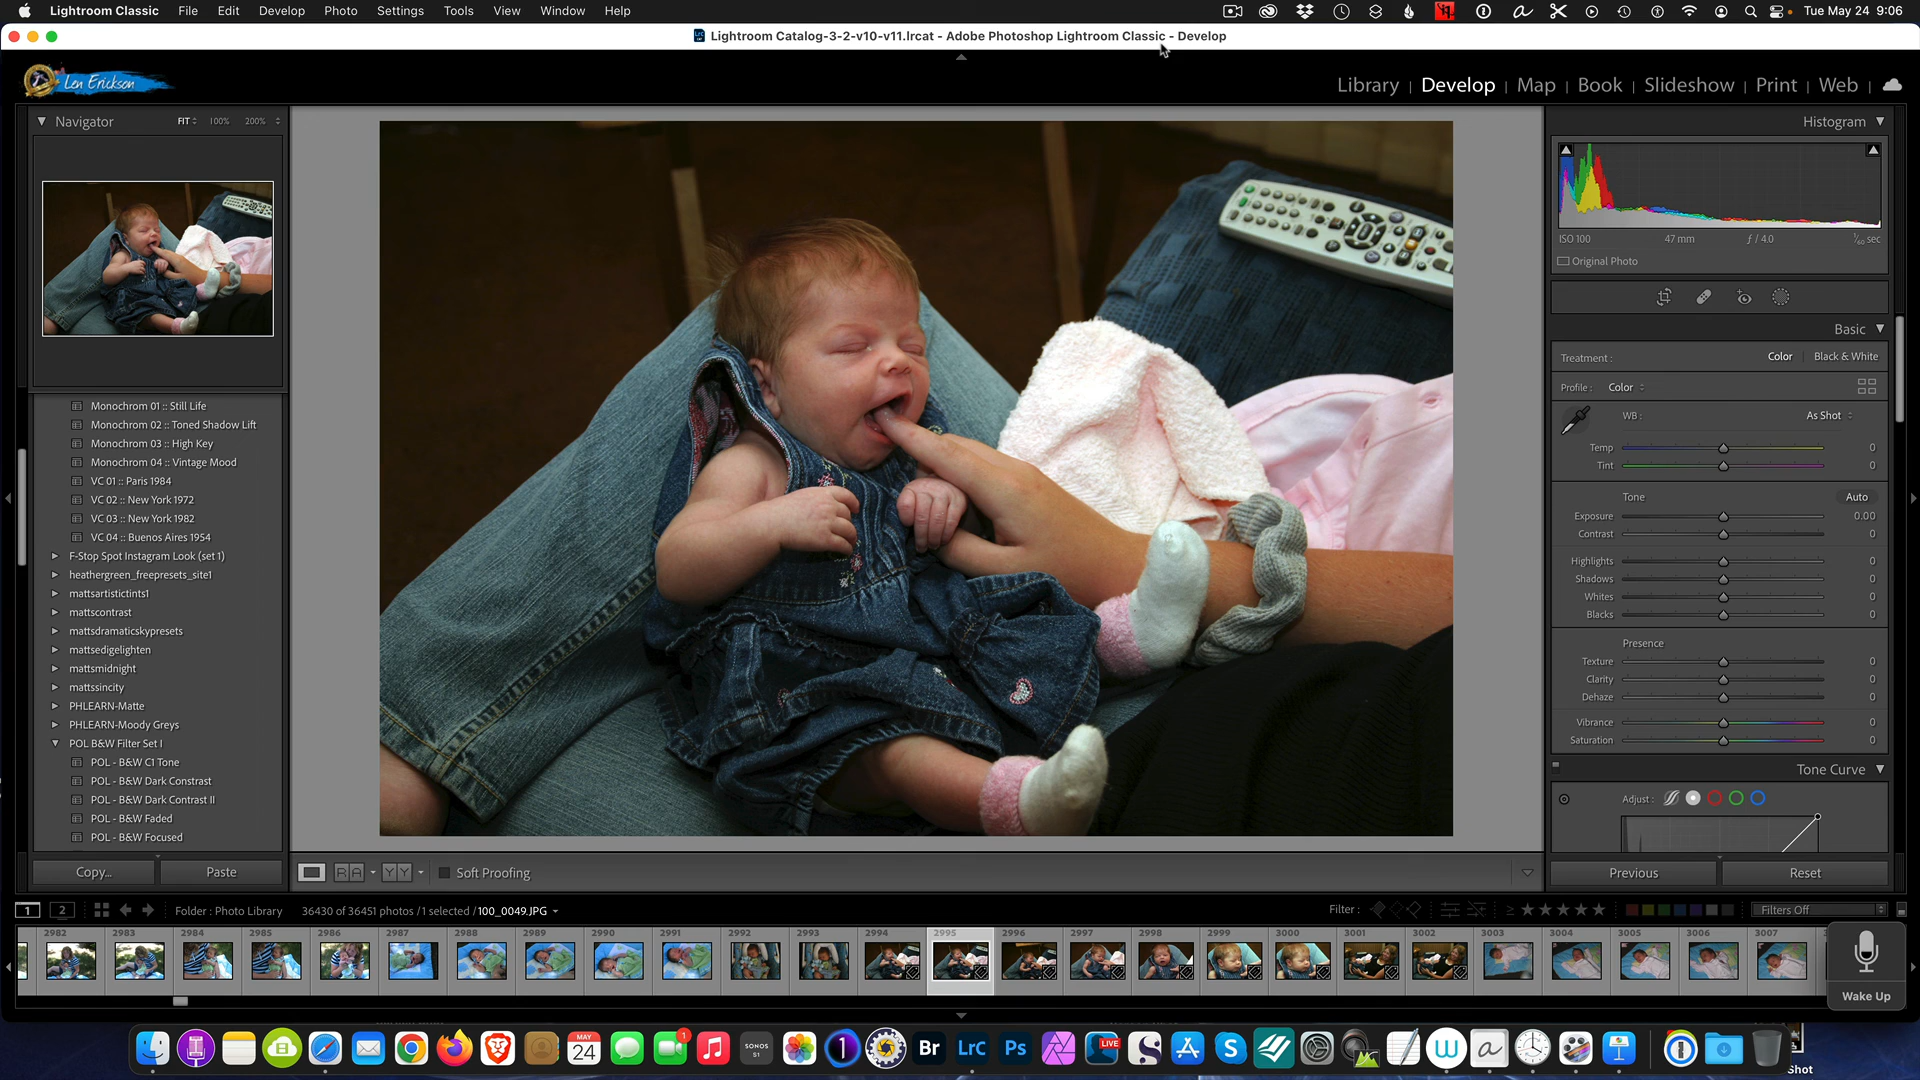 Lightroom Classic File Edit Develop Photo Settings Tools View Window Help Tue May 24 9:06
Lightroom Catalog-3-2-v10-v11.lrcat - Adobe Photoshop Lightroom Classic - Develop
Len Erickson
Library | Develop | Map | Book | Slideshow | Print | Web
Navigator FIT 100% 200%
Histogram
ISO 100 47 mm ƒ / 4.0 1/60 sec
Original Photo
Basic
Treatment : Color Black & White
Profile : Color
WB : As Shot
Temp 0
Tint 0
Tone Auto
Exposure 0.00
Contrast 0
Highlights 0
Shadows 0
Whites 0
Blacks 0
Presence
Texture 0
Clarity 0
Dehaze 0
Vibrance 0
Saturation 0
Tone Curve
Adjust :
Previous Reset
Monochrom 01 :: Still Life
Monochrom 02 :: Toned Shadow Lift
Monochrom 03 :: High Key
Monochrom 04 :: Vintage Mood
VC 01 :: Paris 1984
VC 02 :: New York 1972
VC 03 :: New York 1982
VC 04 :: Buenos Aires 1954
F-Stop Spot Instagram Look (set 1)
heathergreen_freepresets_site1
mattsartistictints1
mattscontrast
mattsdramaticskypresets
mattsedigelighten
mattsmidnight
mattssincity
PHLEARN-Matte
PHLEARN-Moody Greys
POL B&W Filter Set I
POL - B&W C1 Tone
POL - B&W Dark Constrast
POL - B&W Dark Contrast II
POL - B&W Faded
POL - B&W Focused
Copy... Paste
R A Y Y Soft Proofing
1 2 Folder : Photo Library 36430 of 36451 photos / 1 selected / 100_0049.JPG Filter : ≥ Filters Off
2982 2983 2984 2985 2986 2987 2988 2989 2990 2991 2992 2993 2994 2995 2996 2997 2998 2999 3000 3001 3002 3003 3004 3005 3006 3007
Wake Up
MAY 24 1 SONOS S1 1 Br LrC Ps LIVE S W a
Shot